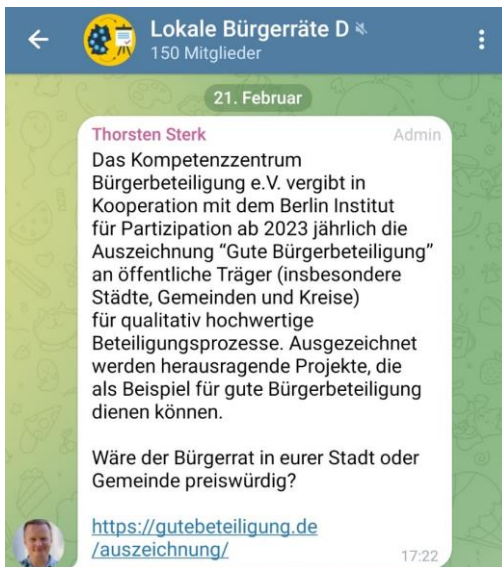 Lokale Bürgerräte D
150 Mitglieder
21. Februar
Thorsten Sterk Admin
Das Kompetenzzentrum
Bürgerbeteiligung e.V. vergibt in
Kooperation mit dem Berlin Institut
für Partizipation ab 2023 jährlich die
Auszeichnung “Gute Bürgerbeteiligung”
an öffentliche Träger (insbesondere
Städte, Gemeinden und Kreise)
für qualitativ hochwertige
Beteiligungsprozesse. Ausgezeichnet
werden herausragende Projekte, die
als Beispiel für gute Bürgerbeteiligung
dienen können.
Wäre der Bürgerrat in eurer Stadt oder
Gemeinde preiswürdig?
https://gutebeteiligung.de
/auszeichnung/ 17:22